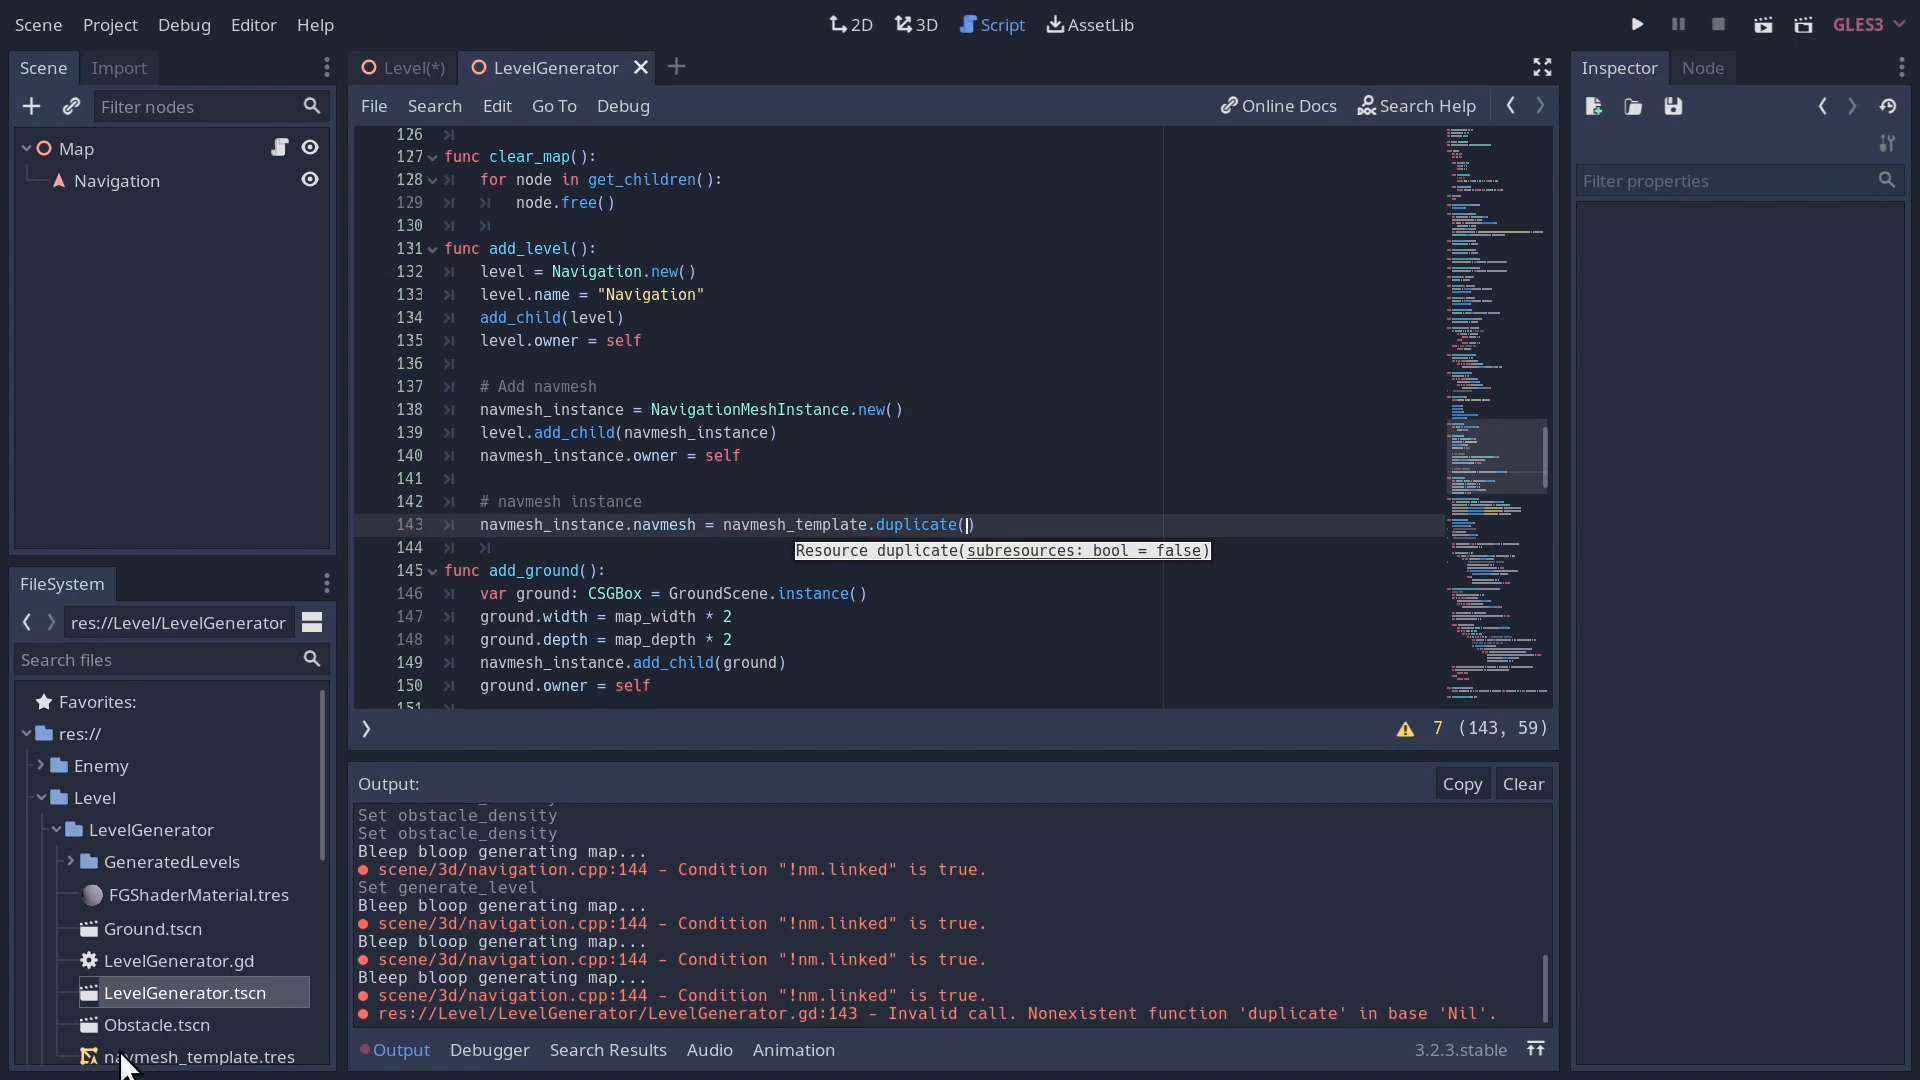 Scene Project Debug Editor Help
2D 3D Script AssetLib
GLES3
Scene Import
Level(*) LevelGenerator
Inspector Node
Filter nodes
File Search Edit Go To Debug
Online Docs Search Help
Map
Navigation
Filter properties
126
127 func clear_map():
128 for node in get_children():
129 node.free()
130
131 func add_level():
132 level = Navigation.new()
133 level.name = "Navigation"
134 add_child(level)
135 level.owner = self
136
137 # Add navmesh
138 navmesh_instance = NavigationMeshInstance.new()
139 level.add_child(navmesh_instance)
140 navmesh_instance.owner = self
141
142 # navmesh instance
143 navmesh_instance.navmesh = navmesh_template.duplicate()
144
Resource duplicate(subresources: bool = false)
145 func add_ground():
146 var ground: CSGBox = GroundScene.instance()
147 ground.width = map_width * 2
148 ground.depth = map_depth * 2
149 navmesh_instance.add_child(ground)
150 ground.owner = self
151
7 (143, 59)
FileSystem
res://Level/LevelGenerator
Search files
Favorites:
res://
Enemy
Level
LevelGenerator
GeneratedLevels
FGShaderMaterial.tres
Ground.tscn
LevelGenerator.gd
LevelGenerator.tscn
Obstacle.tscn
navmesh_template.tres
Output:
Copy Clear
Set obstacle_density
Set obstacle_density
Bleep bloop generating map...
scene/3d/navigation.cpp:144 - Condition "!nm.linked" is true.
Set generate_level
Bleep bloop generating map...
scene/3d/navigation.cpp:144 - Condition "!nm.linked" is true.
Bleep bloop generating map...
scene/3d/navigation.cpp:144 - Condition "!nm.linked" is true.
Bleep bloop generating map...
scene/3d/navigation.cpp:144 - Condition "!nm.linked" is true.
res://Level/LevelGenerator/LevelGenerator.gd:143 - Invalid call. Nonexistent function 'duplicate' in base 'Nil'.
Output Debugger Search Results Audio Animation
3.2.3.stable